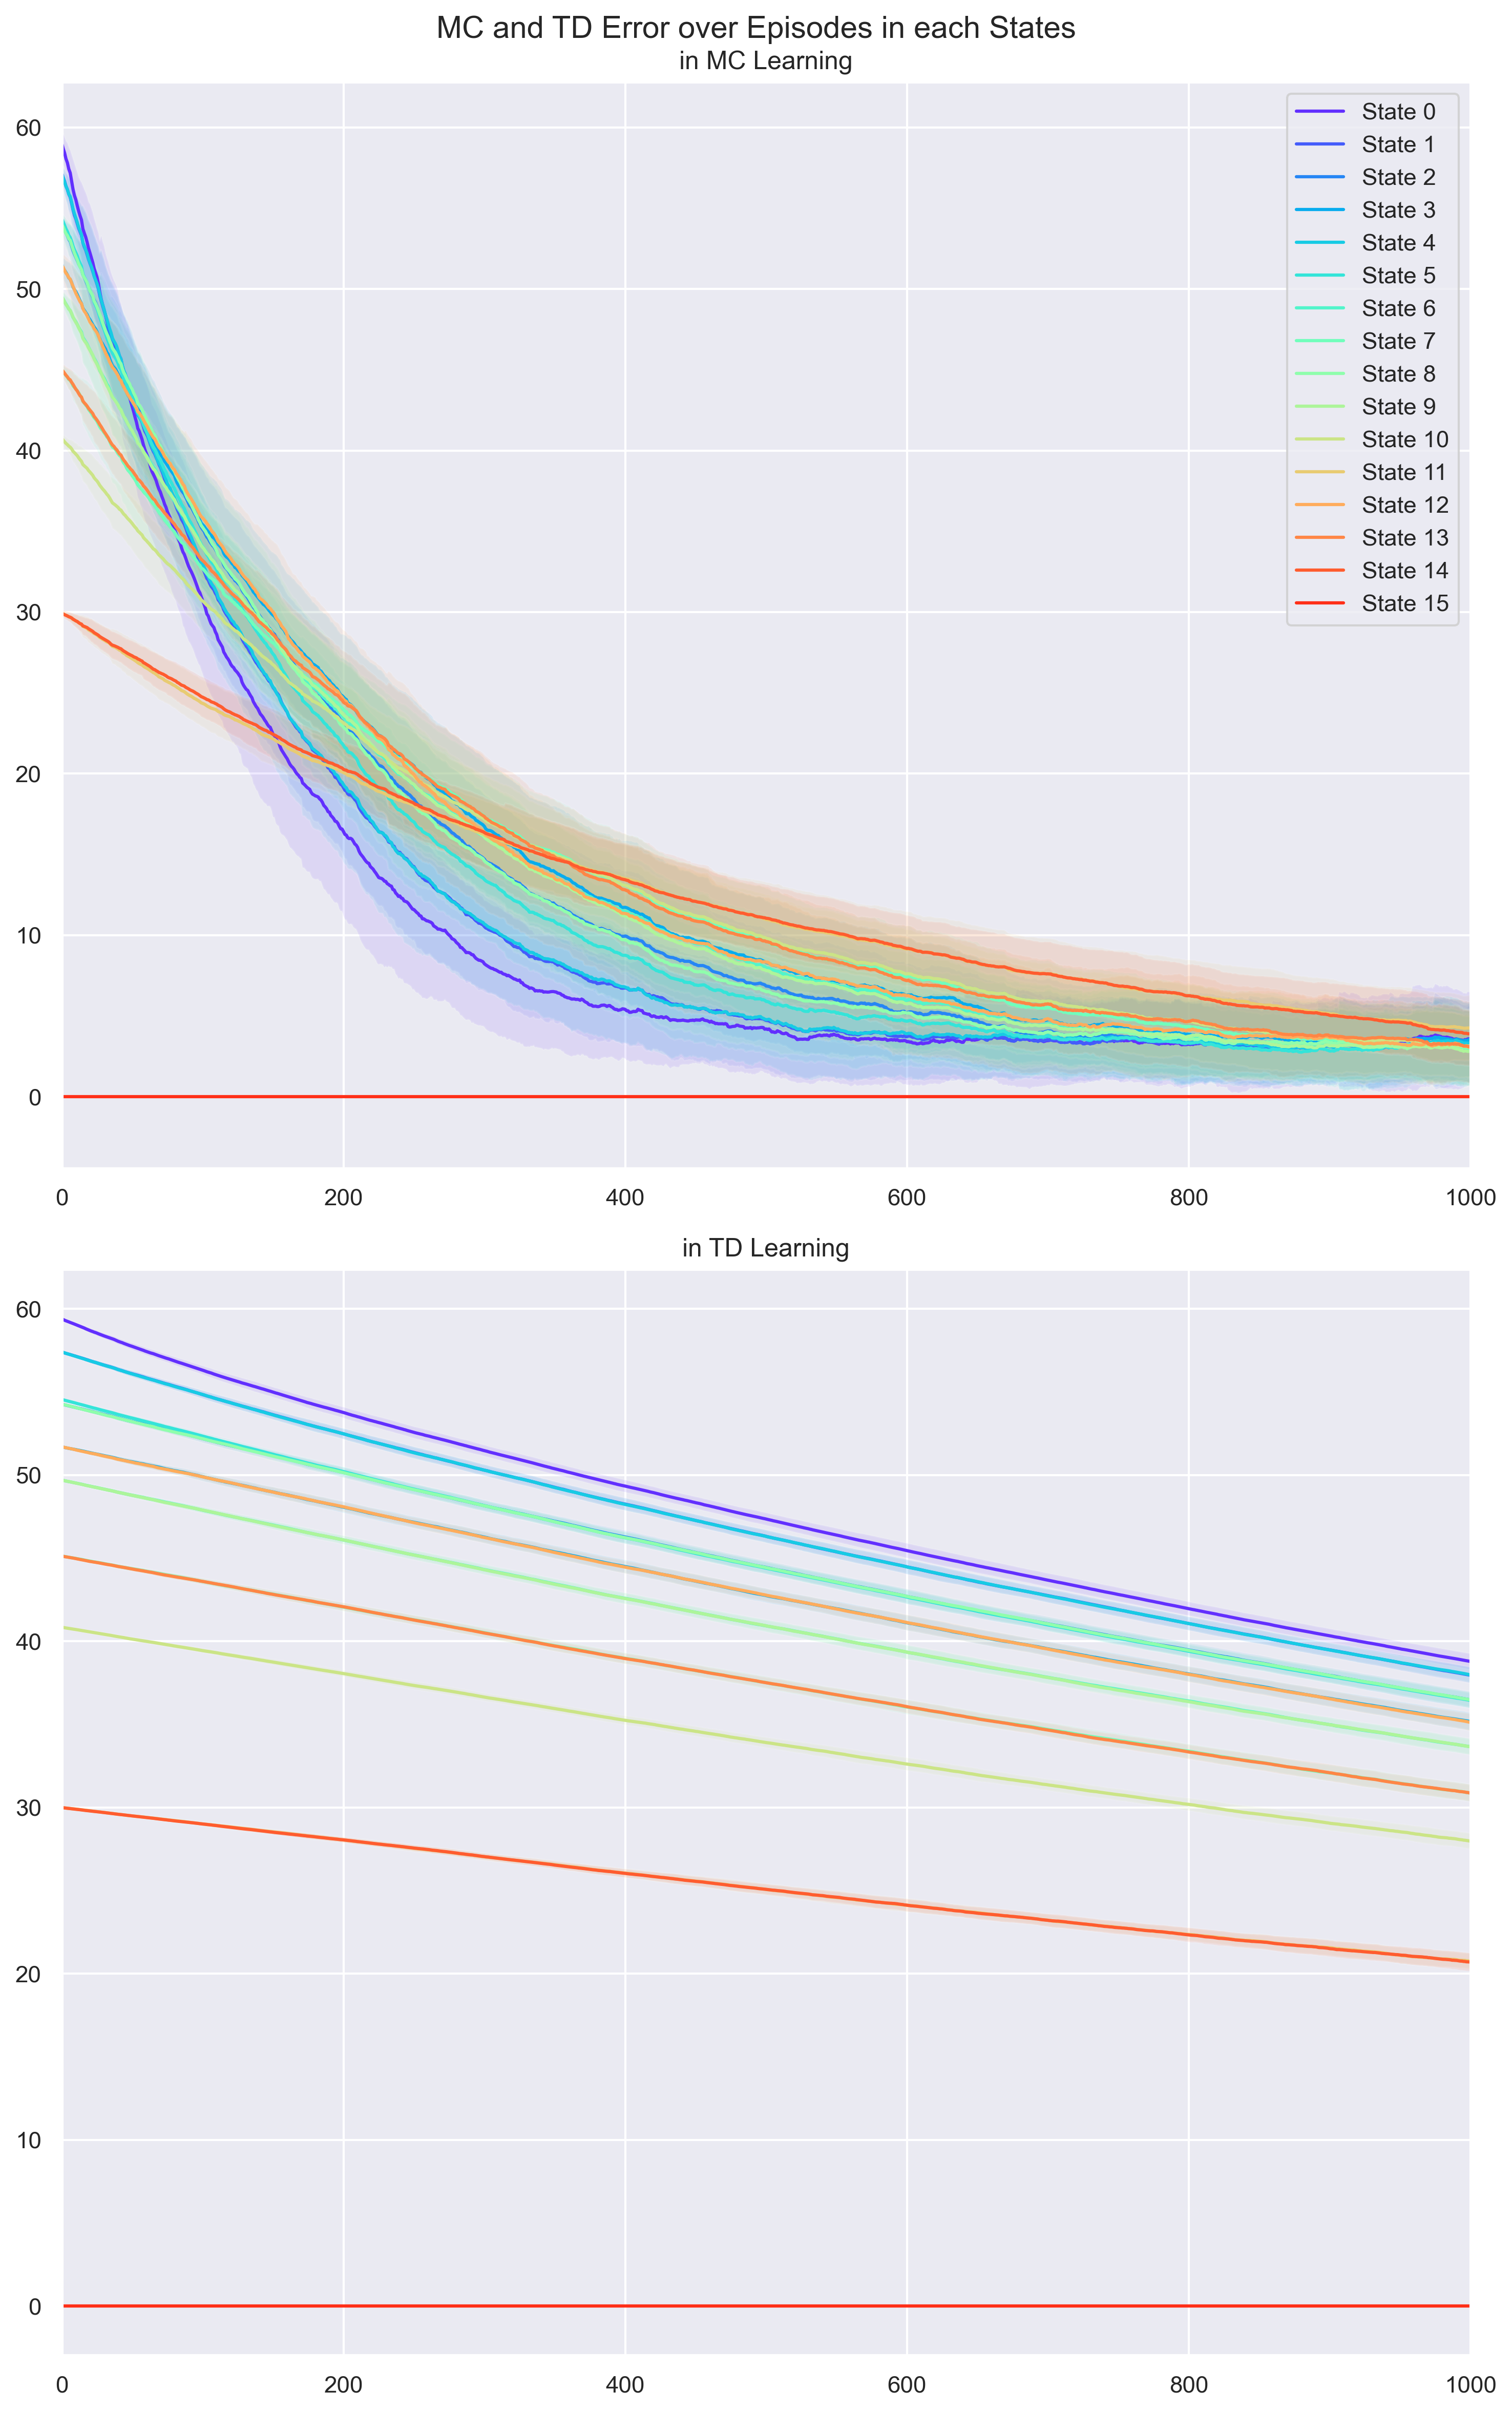 MC and TD Error over Episodes in each States
in MC Learning
60
50
40
30
20
10
0
State 0
State 1
State 2
State 3
State 4
State 5
State 6
State 7
State 8
State 9
State 10
State 11
State 12
State 13
State 14
State 15
0 200 400 600 800 1000
in TD Learning
60
50
40
30
20
10
0
0 200 400 600 800 1000